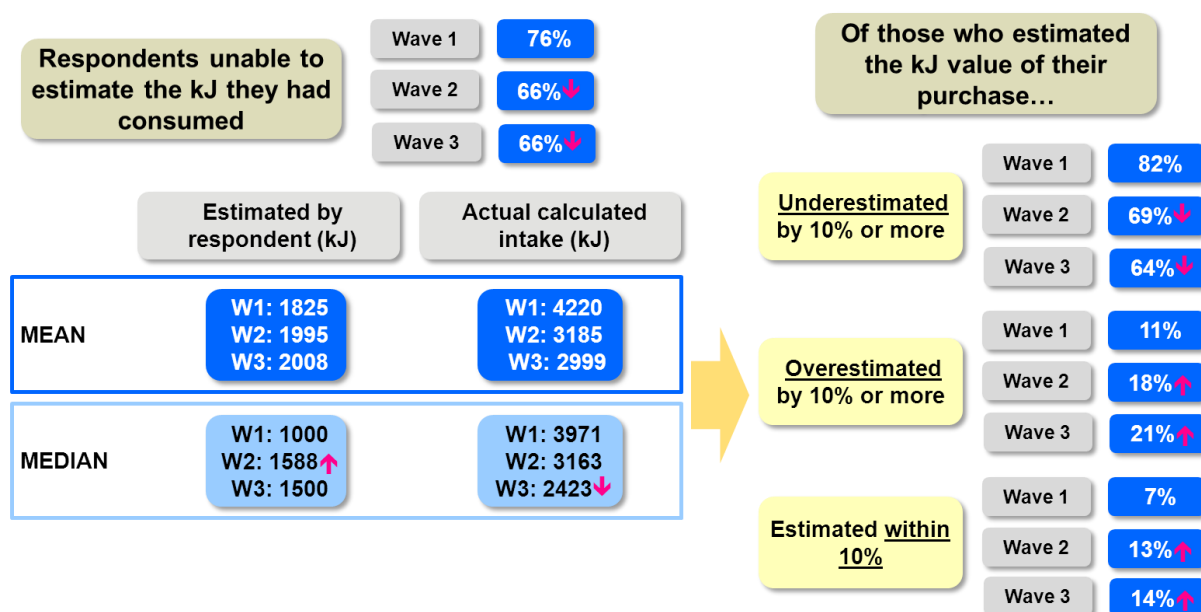 Respondents unable to
estimate the kJ they had
consumed
Wave 1
76%
Wave 2
66%
Wave 3
66%
Estimated by
respondent (kJ)
Actual calculated
intake (kJ)
MEAN
W1: 1825
W2: 1995
W3: 2008
W1: 4220
W2: 3185
W3: 2999
MEDIAN
W1: 1000
W2: 1588
W3: 1500
W1: 3971
W2: 3163
W3: 2423
Of those who estimated
the kJ value of their
purchase…
Underestimated
by 10% or more
Wave 1
82%
Wave 2
69%
Wave 3
64%
Overestimated
by 10% or more
Wave 1
11%
Wave 2
18%
Wave 3
21%
Estimated within
10%
Wave 1
7%
Wave 2
13%
Wave 3
14%